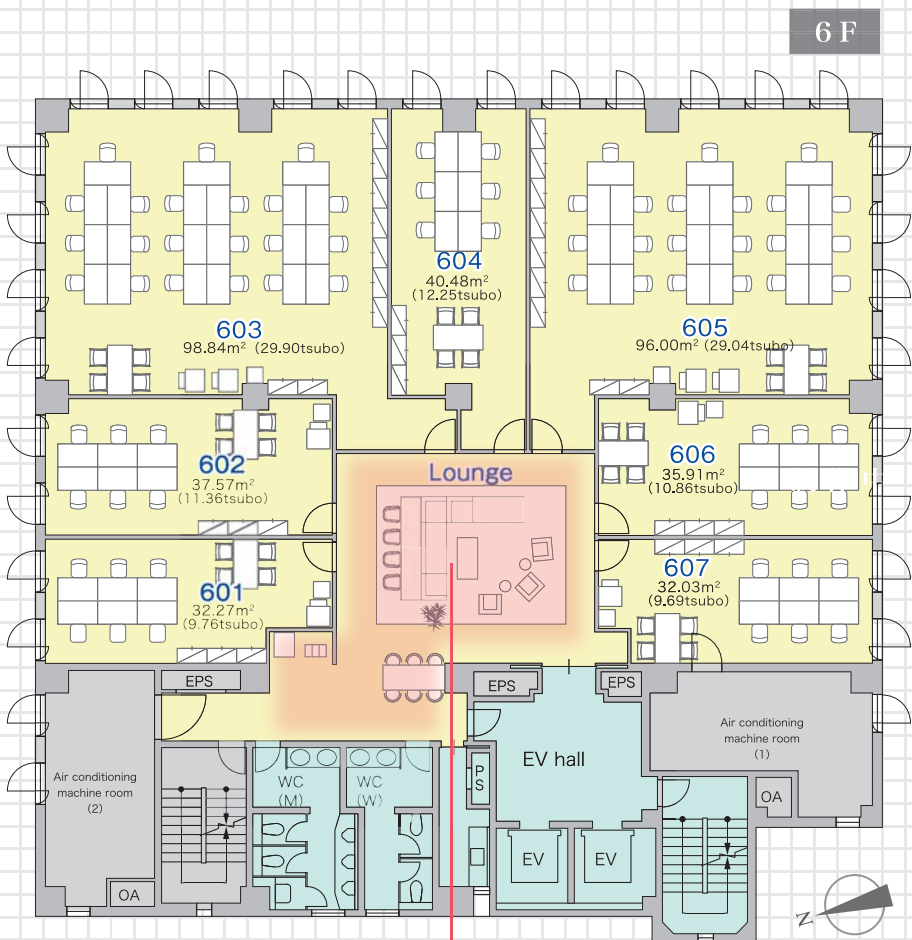 6 F
604
40.48m²
(12.25tsubo)
603
98.84m² (29.90tsubo)
605
96.00m² (29.04tsubo)
602
37.57m²
(11.36tsubo)
Lounge
606
35.91m²
(10.86tsubo)
601
32.27m²
(9.76tsubo)
607
32.03m²
(9.69tsubo)
EPS
EPS
EPS
Air conditioning
machine room
(1)
Air conditioning
machine room
(2)
WC
(M)
WC
(W)
PS
EV hall
OA
EV
EV
OA
N